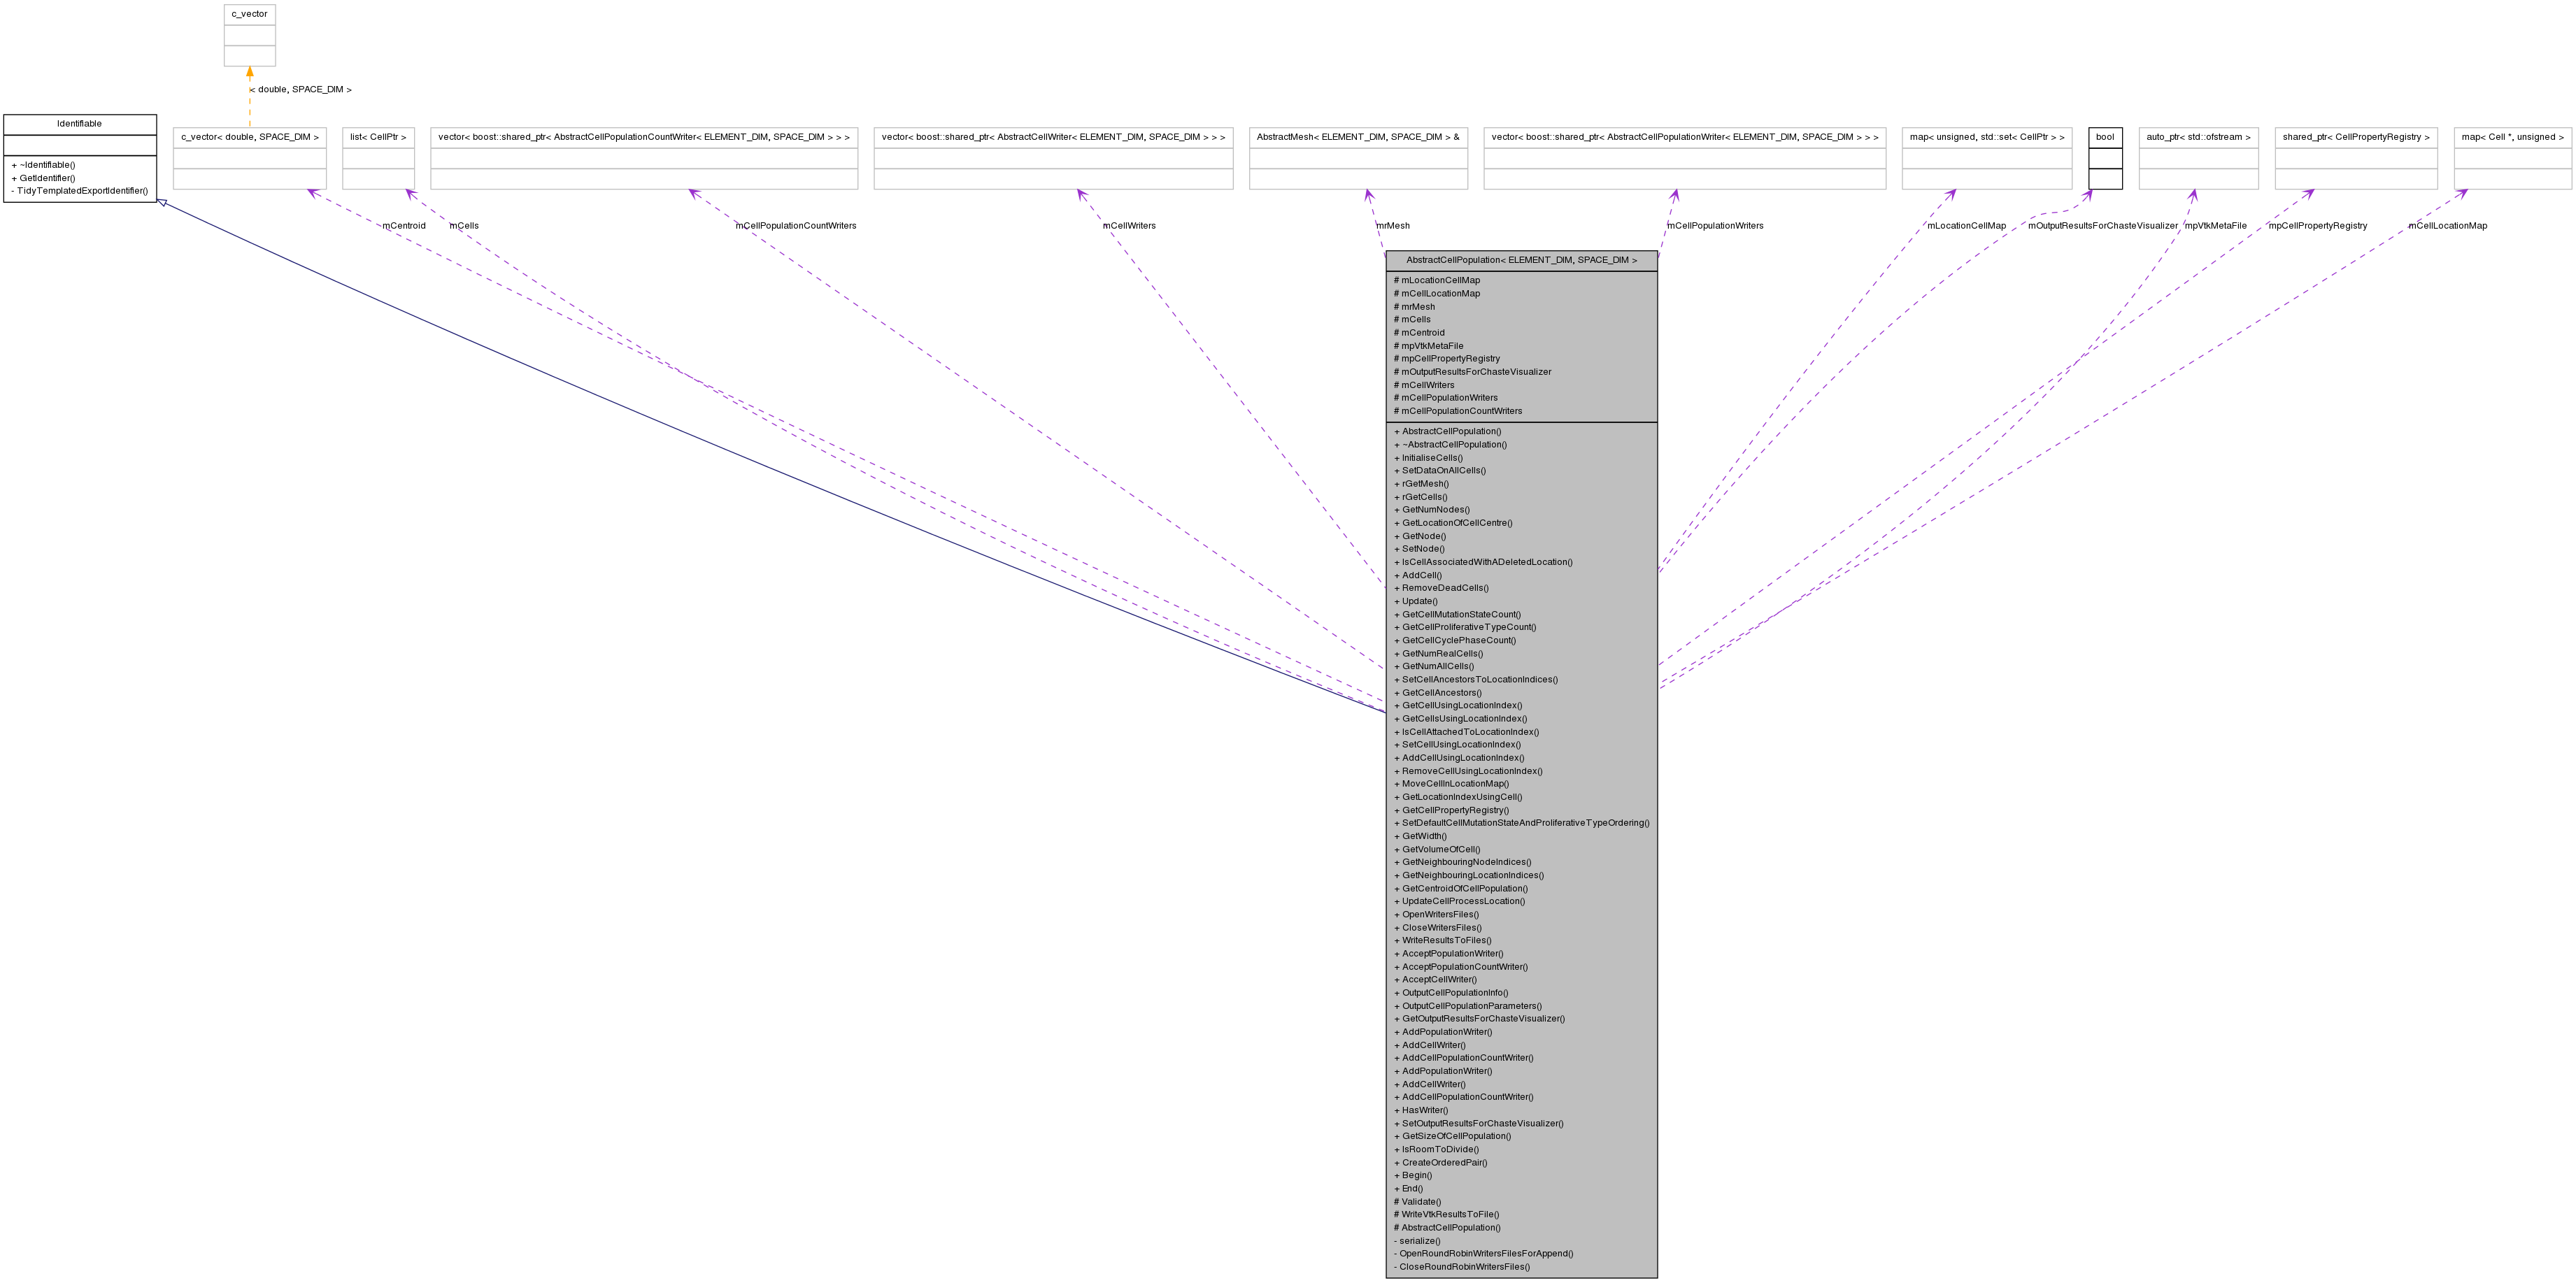 c_vector
< double, SPACE_DIM >
Identifiable
+ ~Identifiable()
+ GetIdentifier()
- TidyTemplatedExportIdentifier()
c_vector< double, SPACE_DIM >
list< CellPtr >
vector< boost::shared_ptr< AbstractCellPopulationCountWriter< ELEMENT_DIM, SPACE_DIM > > >
vector< boost::shared_ptr< AbstractCellWriter< ELEMENT_DIM, SPACE_DIM > > >
AbstractMesh< ELEMENT_DIM, SPACE_DIM > &
vector< boost::shared_ptr< AbstractCellPopulationWriter< ELEMENT_DIM, SPACE_DIM > > >
map< unsigned, std::set< CellPtr > >
bool
auto_ptr< std::ofstream >
shared_ptr< CellPropertyRegistry >
map< Cell *, unsigned >
mCentroid
mCells
mCellPopulationCountWriters
mCellWriters
mrMesh
mCellPopulationWriters
mLocationCellMap
mOutputResultsForChasteVisualizer
mpVtkMetaFile
mpCellPropertyRegistry
mCellLocationMap
AbstractCellPopulation< ELEMENT_DIM, SPACE_DIM >
# mLocationCellMap
# mCellLocationMap
# mrMesh
# mCells
# mCentroid
# mpVtkMetaFile
# mpCellPropertyRegistry
# mOutputResultsForChasteVisualizer
# mCellWriters
# mCellPopulationWriters
# mCellPopulationCountWriters
+ AbstractCellPopulation()
+ ~AbstractCellPopulation()
+ InitialiseCells()
+ SetDataOnAllCells()
+ rGetMesh()
+ rGetCells()
+ GetNumNodes()
+ GetLocationOfCellCentre()
+ GetNode()
+ SetNode()
+ IsCellAssociatedWithADeletedLocation()
+ AddCell()
+ RemoveDeadCells()
+ Update()
+ GetCellMutationStateCount()
+ GetCellProliferativeTypeCount()
+ GetCellCyclePhaseCount()
+ GetNumRealCells()
+ GetNumAllCells()
+ SetCellAncestorsToLocationIndices()
+ GetCellAncestors()
+ GetCellUsingLocationIndex()
+ GetCellsUsingLocationIndex()
+ IsCellAttachedToLocationIndex()
+ SetCellUsingLocationIndex()
+ AddCellUsingLocationIndex()
+ RemoveCellUsingLocationIndex()
+ MoveCellInLocationMap()
+ GetLocationIndexUsingCell()
+ GetCellPropertyRegistry()
+ SetDefaultCellMutationStateAndProliferativeTypeOrdering()
+ GetWidth()
+ GetVolumeOfCell()
+ GetNeighbouringNodeIndices()
+ GetNeighbouringLocationIndices()
+ GetCentroidOfCellPopulation()
+ UpdateCellProcessLocation()
+ OpenWritersFiles()
+ CloseWritersFiles()
+ WriteResultsToFiles()
+ AcceptPopulationWriter()
+ AcceptPopulationCountWriter()
+ AcceptCellWriter()
+ OutputCellPopulationInfo()
+ OutputCellPopulationParameters()
+ GetOutputResultsForChasteVisualizer()
+ AddPopulationWriter()
+ AddCellWriter()
+ AddCellPopulationCountWriter()
+ AddPopulationWriter()
+ AddCellWriter()
+ AddCellPopulationCountWriter()
+ HasWriter()
+ SetOutputResultsForChasteVisualizer()
+ GetSizeOfCellPopulation()
+ IsRoomToDivide()
+ CreateOrderedPair()
+ Begin()
+ End()
# Validate()
# WriteVtkResultsToFile()
# AbstractCellPopulation()
- serialize()
- OpenRoundRobinWritersFilesForAppend()
- CloseRoundRobinWritersFiles()